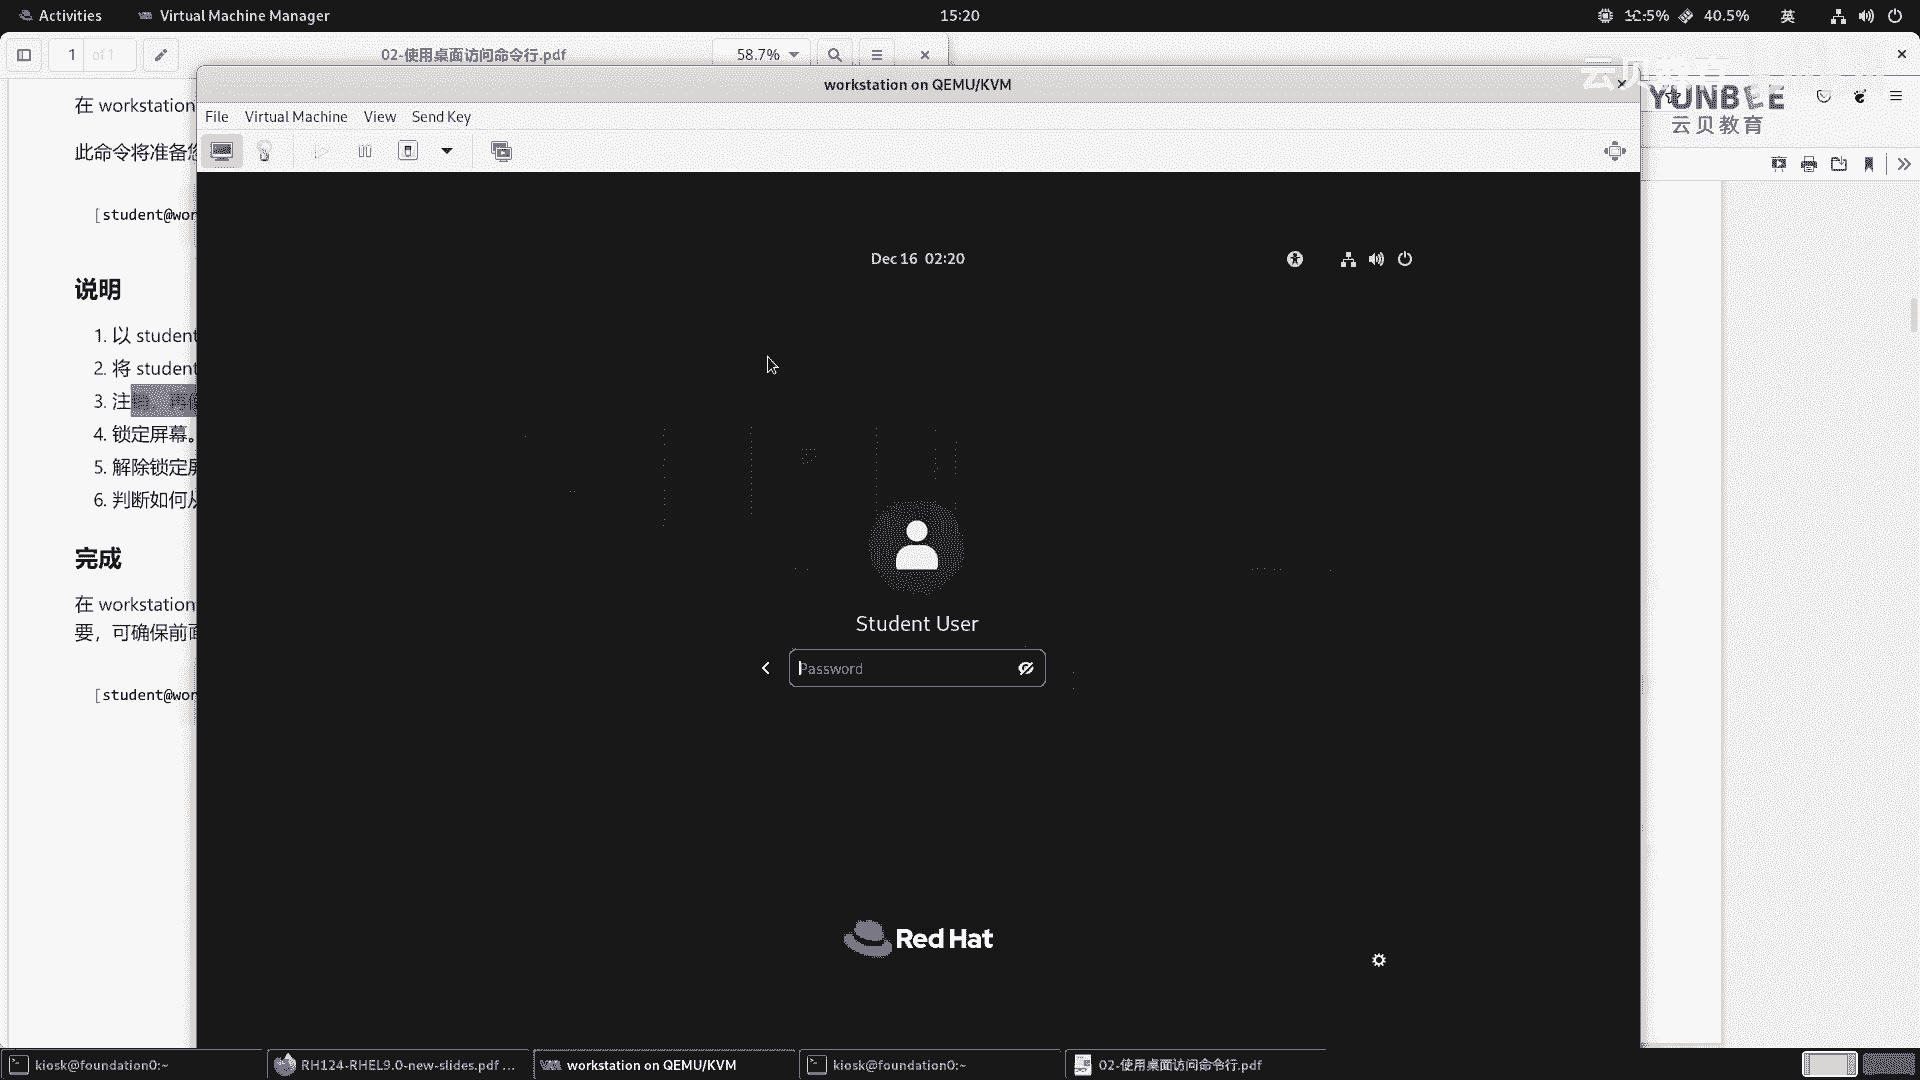 Activities Virtual Machine Manager 15:20 40.5% 英
1 of 1 02-使用桌面访问命令行.pdf 58.7%
workstation on QEMU/KVM
YUNBEE
云贝教育
File Virtual Machine View Send Key
在 workstation
此命令将准备
[student@wor
说明
1. 以 student
2. 将 student
3. 注
4. 锁定屏幕。
5. 解除锁定屏
6. 判断如何从
完成
在 workstation
要，可确保前面
[student@wor
Dec 16 02:20
Student User
Password
Red Hat
kiosk@foundation0:~ RH124-RHEL9.0-new-slides.pdf ... workstation on QEMU/KVM kiosk@foundation0:~ 02-使用桌面访问命令行.pdf